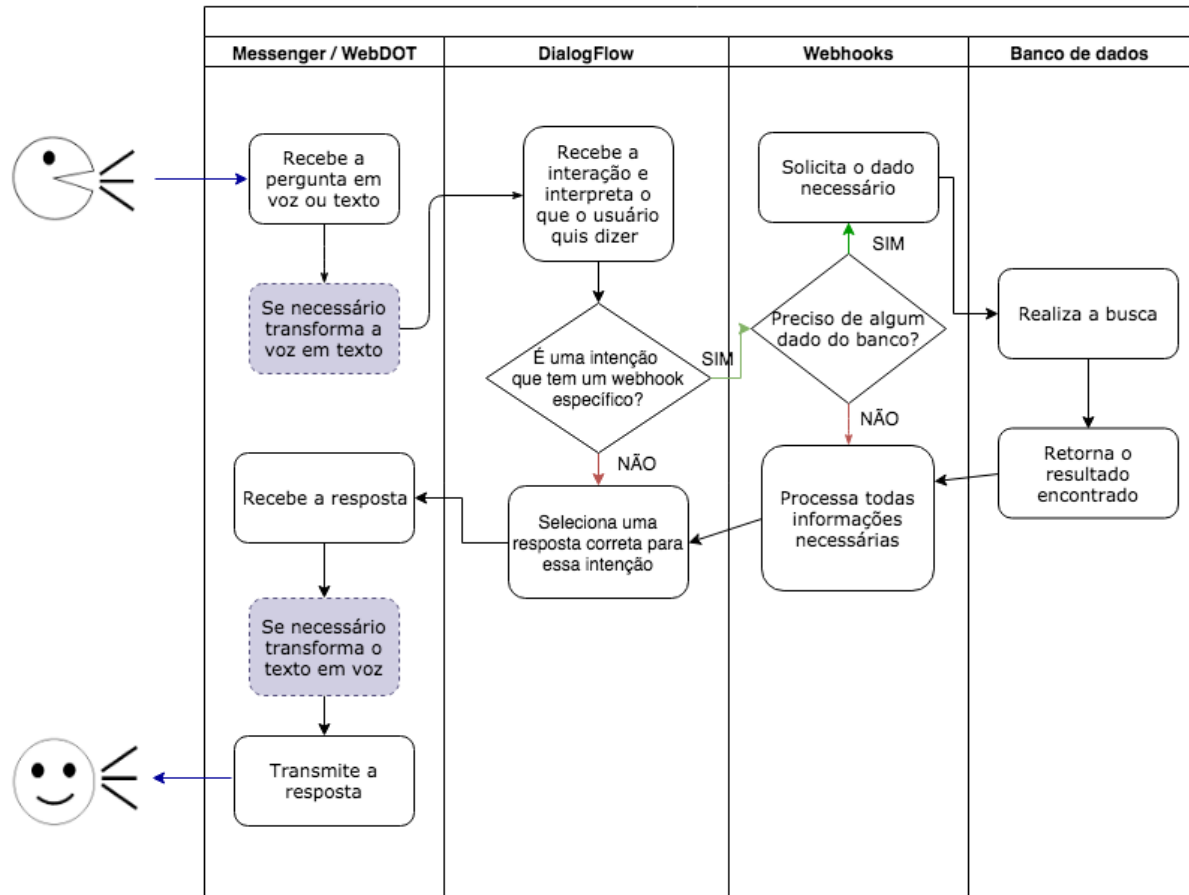 Messenger / WebDOT
DialogFlow
Webhooks
Banco de dados
Recebe a
pergunta em
voz ou texto
Se necessário
transforma a
voz em texto
Recebe a
interação e
interpreta o
que o usuário
quis dizer
É uma intenção
que tem um webhook
específico?
SIM
NÃO
Solicita o dado
necessário
SIM
Preciso de algum
dado do banco?
NÃO
Realiza a busca
Retorna o
resultado
encontrado
Processa todas
informações
necessárias
Seleciona uma
resposta correta para
essa intenção
Recebe a resposta
Se necessário
transforma o
texto em voz
Transmite a
resposta